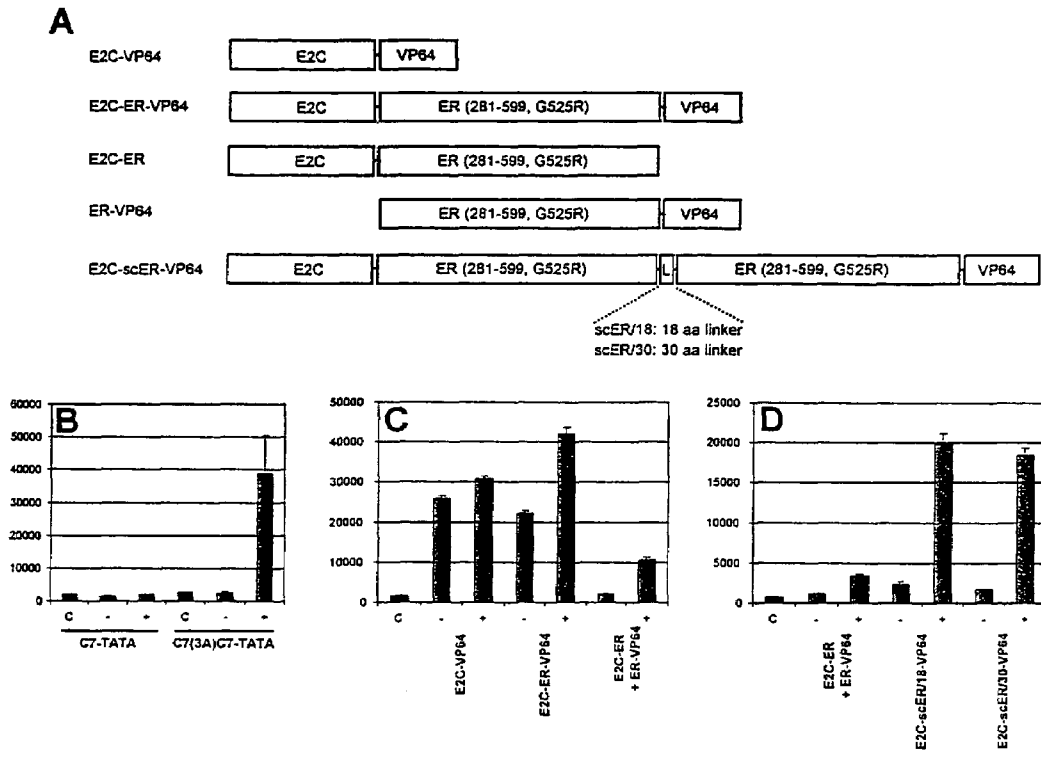 A
E2C-VP64 E2C VP64
E2C-ER-VP64 E2C ER (281-599, G525R) VP64
E2C-ER E2C ER (281-599, G525R)
ER-VP64 ER (281-599, G525R) VP64
E2C-scER-VP64 E2C ER (281-599, G525R) L ER (281-599, G525R) VP64
scER/18: 18 aa linker
scER/30: 30 aa linker
B
60000
50000
40000
30000
20000
10000
0
C - + C - +
C7-TATA C7(3A)C7-TATA
C
50000
40000
30000
20000
10000
0
C - + - + - +
E2C-VP64
E2C-ER-VP64
E2C-ER
+ ER-VP64
D
25000
20000
15000
10000
5000
0
C - + - + - +
E2C-ER
+ ER-VP64
E2C-scER/18-VP64
E2C-scER/30-VP64